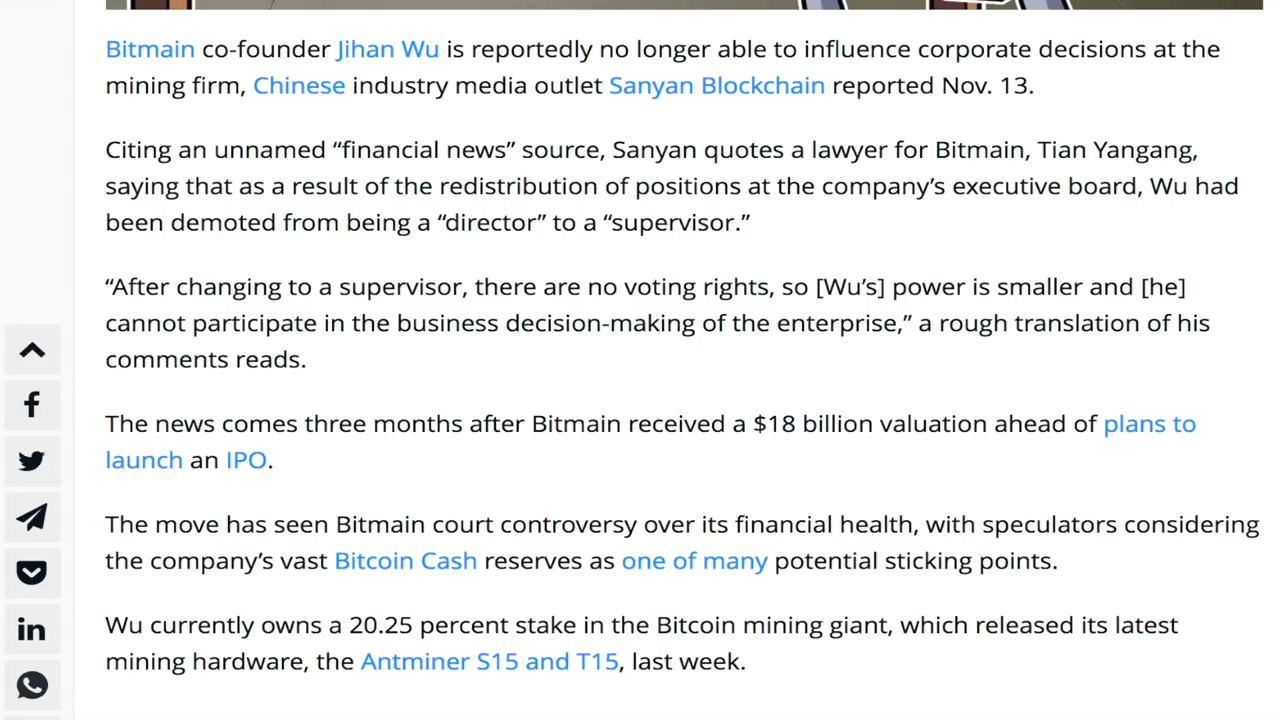 Bitmain co-founder Jihan Wu is reportedly no longer able to influence corporate decisions at the
mining firm, Chinese industry media outlet Sanyan Blockchain reported Nov. 13.
Citing an unnamed “financial news” source, Sanyan quotes a lawyer for Bitmain, Tian Yangang,
saying that as a result of the redistribution of positions at the company’s executive board, Wu had
been demoted from being a “director” to a “supervisor.”
“After changing to a supervisor, there are no voting rights, so [Wu’s] power is smaller and [he]
cannot participate in the business decision-making of the enterprise,” a rough translation of his
comments reads.
The news comes three months after Bitmain received a $18 billion valuation ahead of plans to
launch an IPO.
The move has seen Bitmain court controversy over its financial health, with speculators considering
the company’s vast Bitcoin Cash reserves as one of many potential sticking points.
Wu currently owns a 20.25 percent stake in the Bitcoin mining giant, which released its latest
mining hardware, the Antminer S15 and T15, last week.